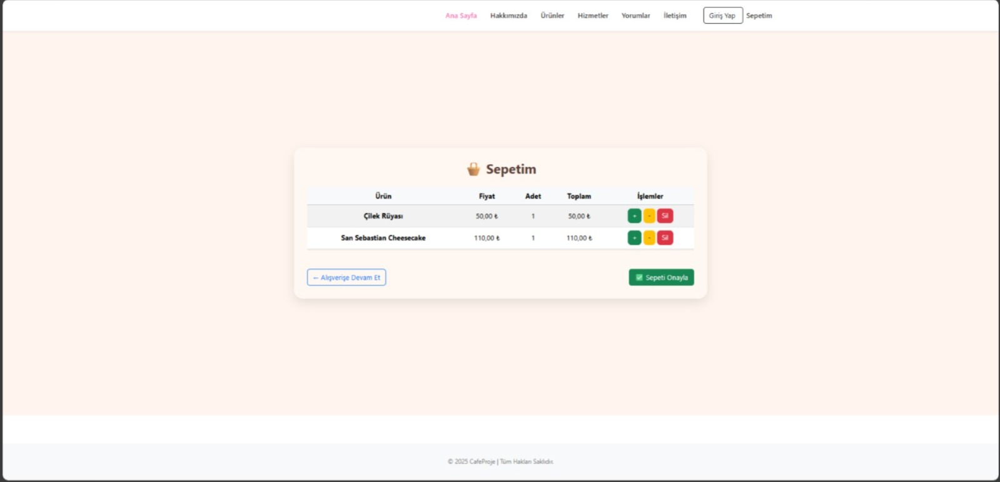 Ana Sayfa Hakkımızda Ürünler Hizmetler Yorumlar İletişim Giriş Yap Sepetim
Sepetim
Ürün Fiyat Adet Toplam İşlemler
Çilek Rüyası 50,00 ₺ 1 50,00 ₺ + - Sil
San Sebastian Cheesecake 110,00 ₺ 1 110,00 ₺ + - Sil
← Alışverişe Devam Et ✅ Sepeti Onayla
© 2025 CafeProje | Tüm Hakları Saklıdır.